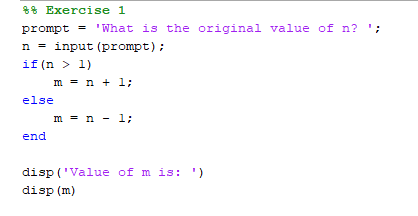 %% Exercise 1
prompt = 'What is the original value of n? ';
n = input(prompt);
if(n > 1)
    m = n + 1;
else
    m = n - 1;
end

disp('Value of m is: ')
disp(m)